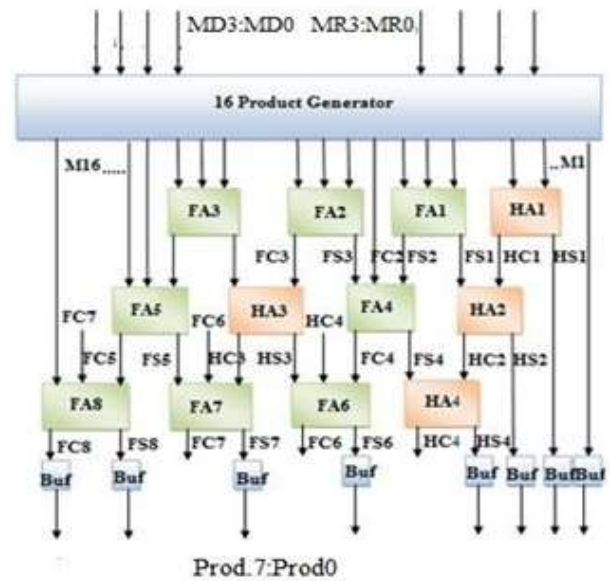 MD3:MD0 MR3:MR0
16 Product Generator
M16 ..... ...M1
FA3 FA2 FA1 HA1
FC3 FS3 FC2 FS2 FS1 HC1 HS1
FA5 HA3 FA4 HA2
FC7 FC6 HC4
FC5 FS5 HC3 HS3 FC4 FS4 HC2 HS2
FA8 FA7 FA6 HA4
FC8 FS8 FC7 FS7 FC6 FS6 HC4 HS4
Buf Buf Buf Buf Buf Buf Buf Buf
Prod.7:Prod0